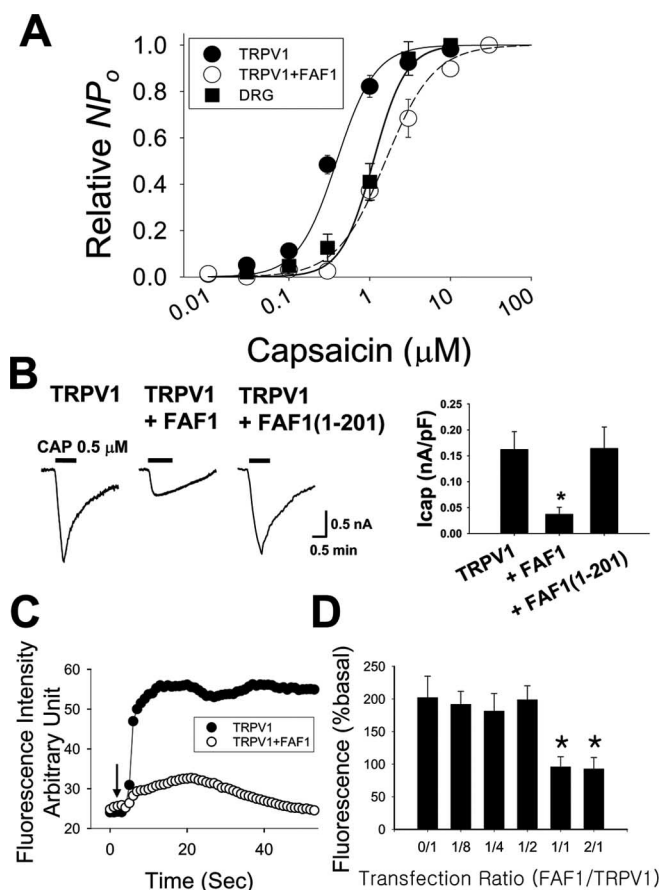 A
Relative NPo
1.0
0.8
0.6
0.4
0.2
0.0
TRPV1
TRPV1+FAF1
DRG
0.01
0.1
1
10
100
Capsaicin (μM)
B
TRPV1
TRPV1
+ FAF1
TRPV1
+ FAF1(1-201)
CAP 0.5 μM
0.5 nA
0.5 min
Icap (nA/pF)
0.25
0.20
0.15
0.10
0.05
0.00
*
TRPV1
+ FAF1
+ FAF1(1-201)
C
Fluorescence Intensity
Arbitrary Unit
60
50
40
30
20
TRPV1
TRPV1+FAF1
0
20
40
Time (Sec)
D
Fluorescence (%basal)
200
150
100
50
0
* *
0/1 1/8 1/4 1/2 1/1 2/1
Transfection Ratio (FAF1/TRPV1)